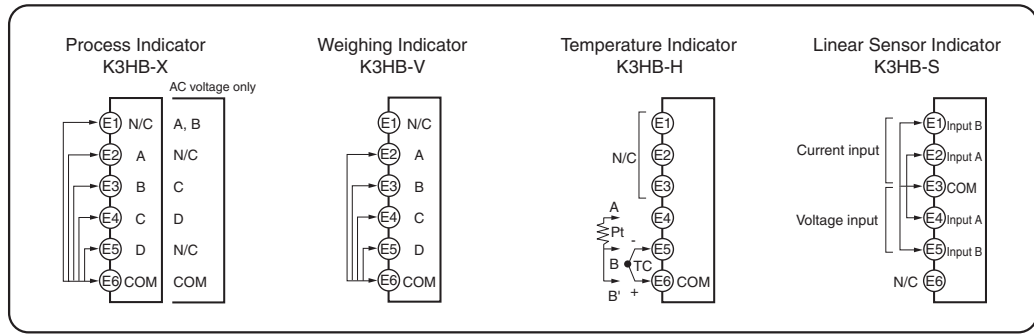 Process Indicator
K3HB-X
AC voltage only
E1 N/C A, B
E2 A N/C
E3 B C
E4 C D
E5 D N/C
E6 COM COM
Weighing Indicator
K3HB-V
E1 N/C
E2 A
E3 B
E4 C
E5 D
E6 COM
Temperature Indicator
K3HB-H
E1
N/C E2
E3
A E4
Pt
- E5
B TC
E6 COM
B' +
Linear Sensor Indicator
K3HB-S
E1 Input B
Current input
E2 Input A
E3 COM
Voltage input
E4 Input A
E5 Input B
N/C E6